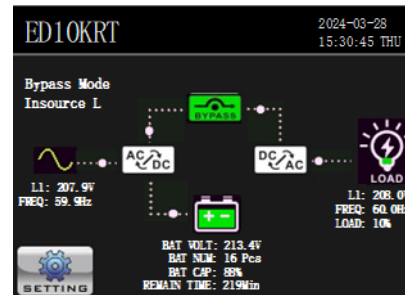 ED10KRT
2024-03-28
15:30:45 THU
Bypass Mode
Insource L
BYPASS
AC
DC
DC
AC
LOAD
L1: 207.9V
FREQ: 59.9Hz
L1: 208.0V
FREQ: 60.0Hz
LOAD: 10%
BAT VOLT: 213.4V
BAT NUM: 16 Pcs
BAT CAP: 88%
REMAIN TIME: 219Min
SETTING